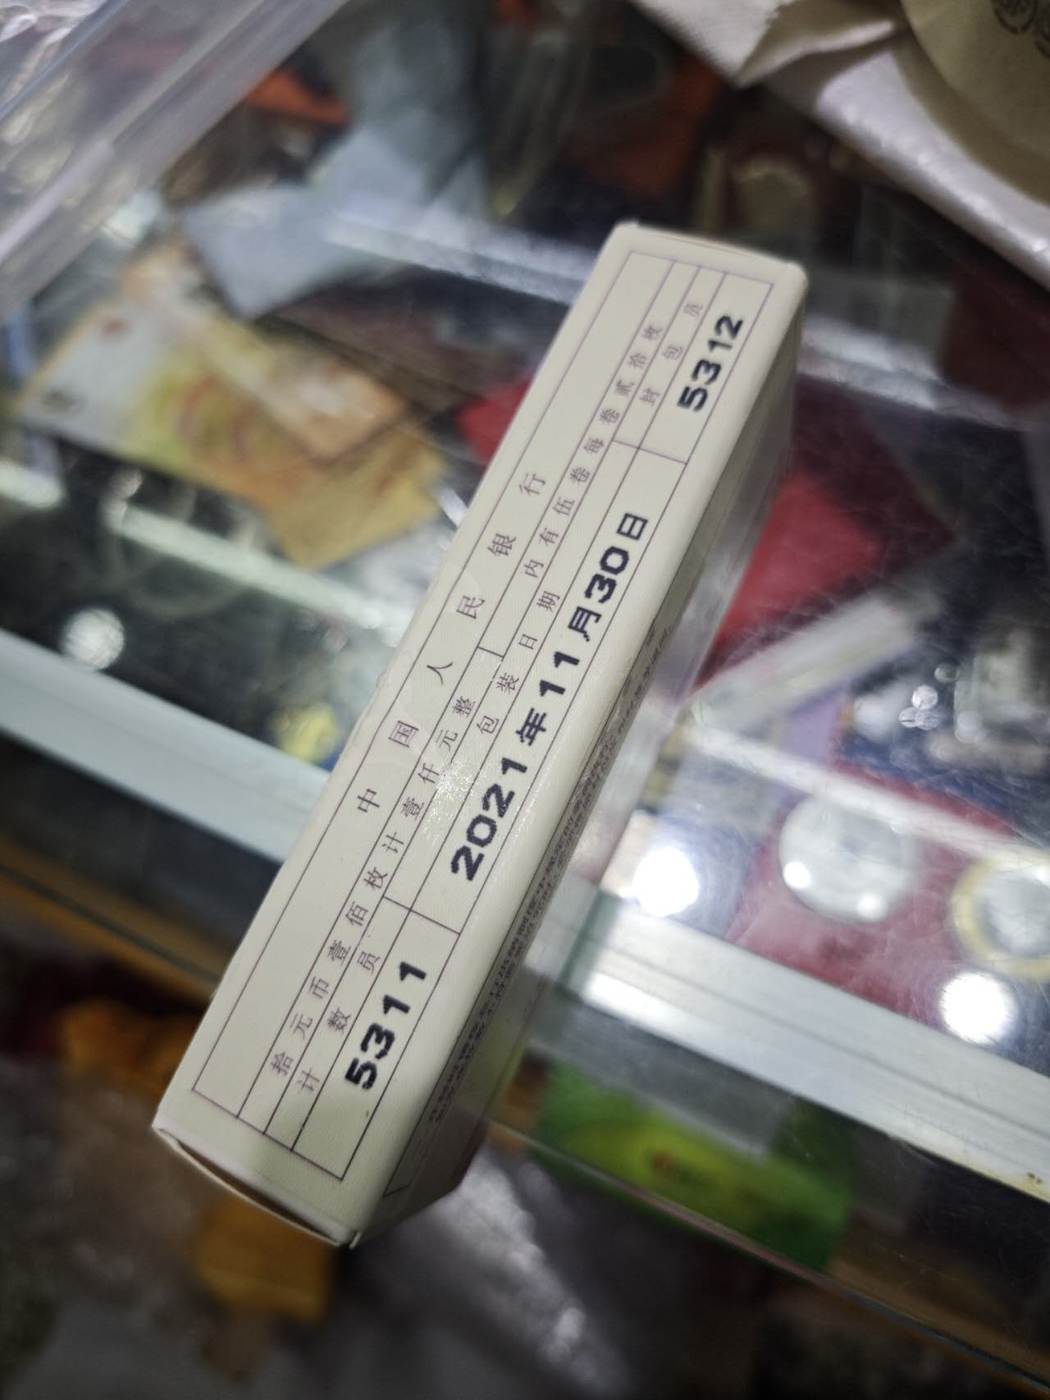 中国人民银行
拾元币壹佰枚计壹仟元整
内有伍卷每卷贰拾枚
计数员
包装日期
封包员
5311
2021年11月30日
5312